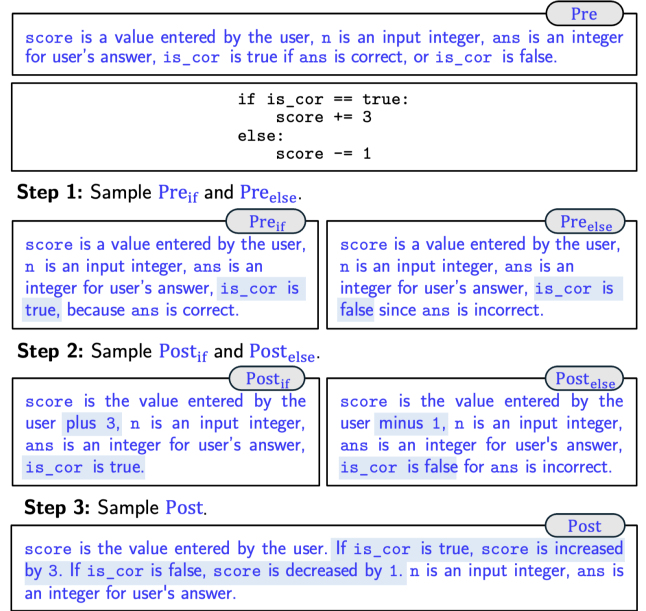 Pre
score is a value entered by the user, n is an input integer, ans is an integer
for user's answer, is_cor is true if ans is correct, or is_cor is false.
if is_cor == true:
    score += 3
else:
    score -= 1
Step 1: Sample Pre_if and Pre_else.
Pre_if
score is a value entered by the user,
n is an input integer, ans is an
integer for user's answer, is_cor is
true, because ans is correct.
Pre_else
score is a value entered by the user,
n is an input integer, ans is an
integer for user's answer, is_cor is
false since ans is incorrect.
Step 2: Sample Post_if and Post_else.
Post_if
score is the value entered by the
user plus 3, n is an input integer,
ans is an integer for user's answer,
is_cor is true.
Post_else
score is the value entered by the
user minus 1, n is an input integer,
ans is an integer for user's answer,
is_cor is false for ans is incorrect.
Step 3: Sample Post.
Post
score is the value entered by the user. If is_cor is true, score is increased
by 3. If is_cor is false, score is decreased by 1. n is an input integer, ans is
an integer for user's answer.